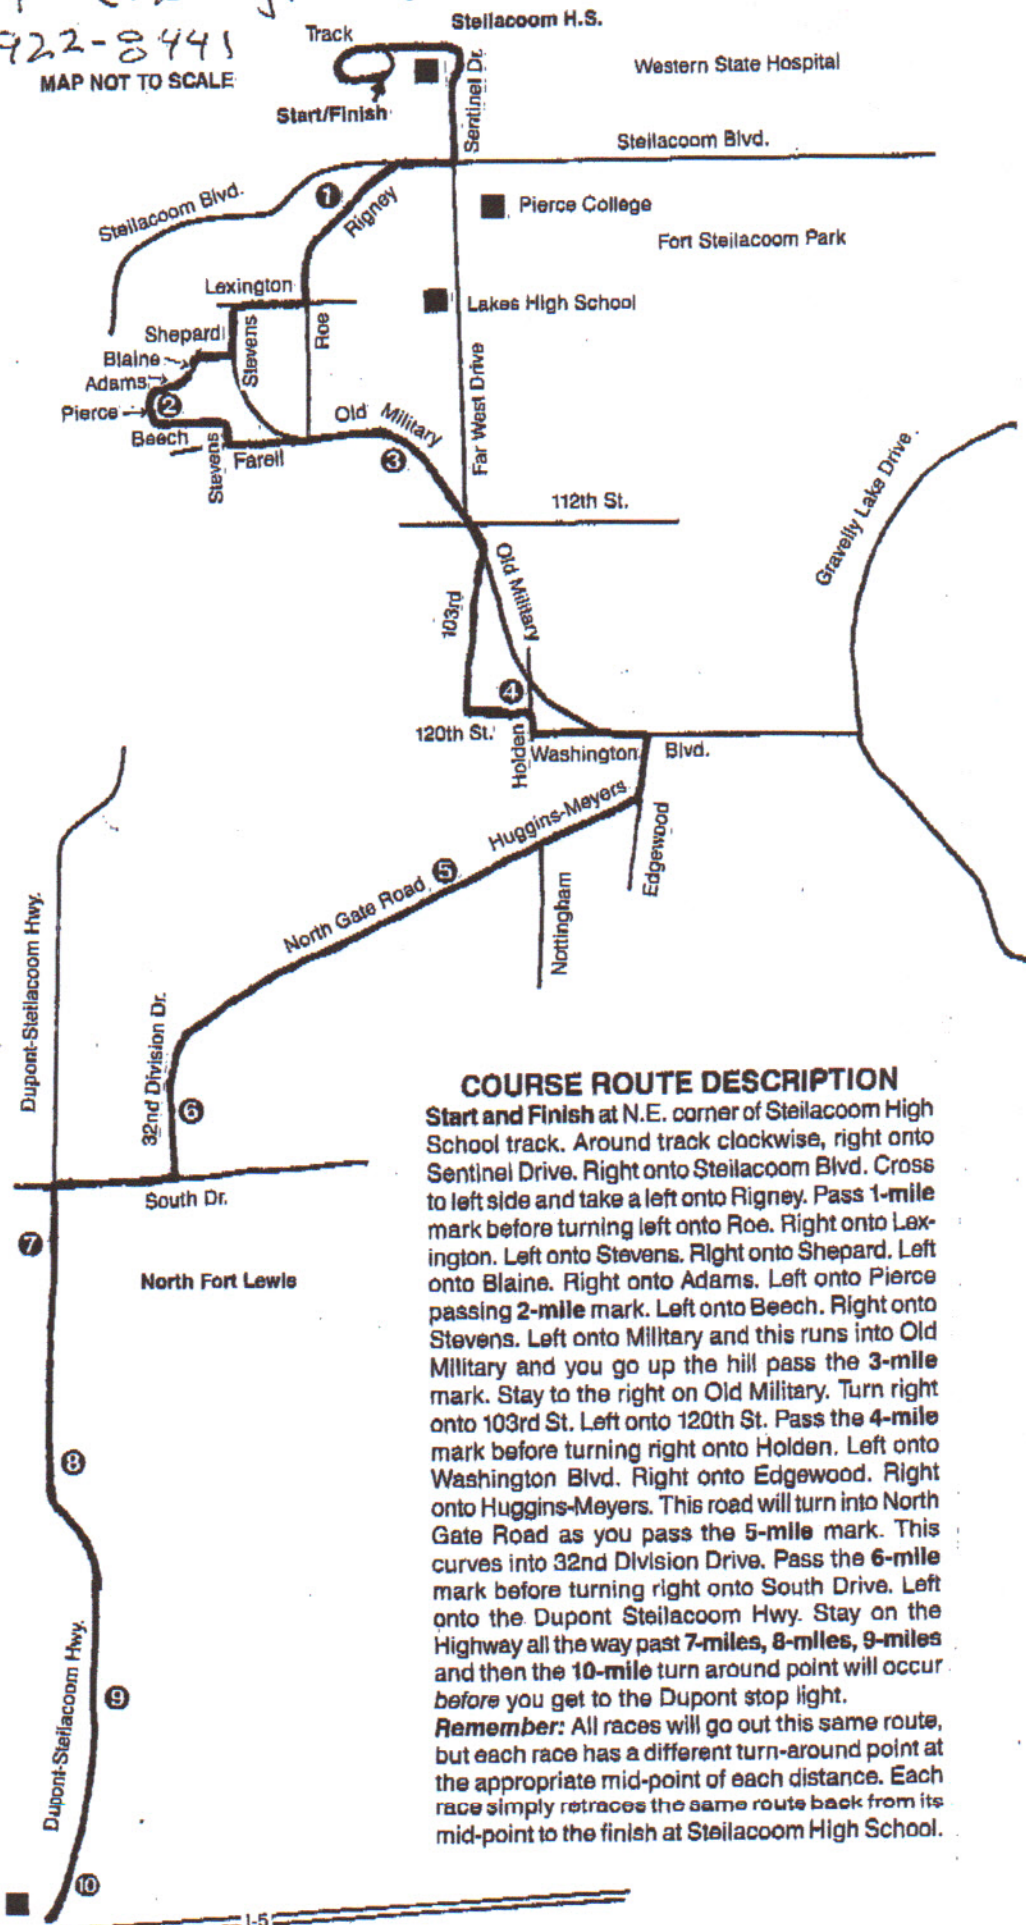 922-8441
MAP NOT TO SCALE
Track
Steilacoom H.S.
Start/Finish
Sentinel Dr.
Western State Hospital
Steilacoom Blvd.
Steilacoom Blvd.
1
Rigney
Pierce College
Fort Steilacoom Park
Lexington
Lakes High School
Shepard
Stevens
Roe
Blaine
Adams
Pierce
2
Beech
Stevens
Farell
Old Military
3
Far West Drive
112th St.
Gravelly Lake Drive
Old Military
103rd
4
120th St.
Holden
Washington Blvd.
Huggins-Meyers
Edgewood
5
North Gate Road
Nottingham
Dupont-Steilacoom Hwy.
32nd Division Dr.
6
South Dr.
7
North Fort Lewis
8
Dupont-Steilacoom Hwy.
9
10
I-5
COURSE ROUTE DESCRIPTION
Start and Finish at N.E. corner of Steilacoom High
School track. Around track clockwise, right onto
Sentinel Drive. Right onto Steilacoom Blvd. Cross
to left side and take a left onto Rigney. Pass 1-mile
mark before turning left onto Roe. Right onto Lex-
ington. Left onto Stevens. Right onto Shepard. Left
onto Blaine. Right onto Adams. Left onto Pierce
passing 2-mile mark. Left onto Beech. Right onto
Stevens. Left onto Military and this runs into Old
Military and you go up the hill pass the 3-mile
mark. Stay to the right on Old Military. Turn right
onto 103rd St. Left onto 120th St. Pass the 4-mile
mark before turning right onto Holden. Left onto
Washington Blvd. Right onto Edgewood. Right
onto Huggins-Meyers. This road will turn into North
Gate Road as you pass the 5-mile mark. This
curves into 32nd Division Drive. Pass the 6-mile
mark before turning right onto South Drive. Left
onto the Dupont Steilacoom Hwy. Stay on the
Highway all the way past 7-miles, 8-miles, 9-miles
and then the 10-mile turn around point will occur
before you get to the Dupont stop light.
Remember: All races will go out this same route,
but each race has a different turn-around point at
the appropriate mid-point of each distance. Each
race simply retraces the same route back from its
mid-point to the finish at Steilacoom High School.